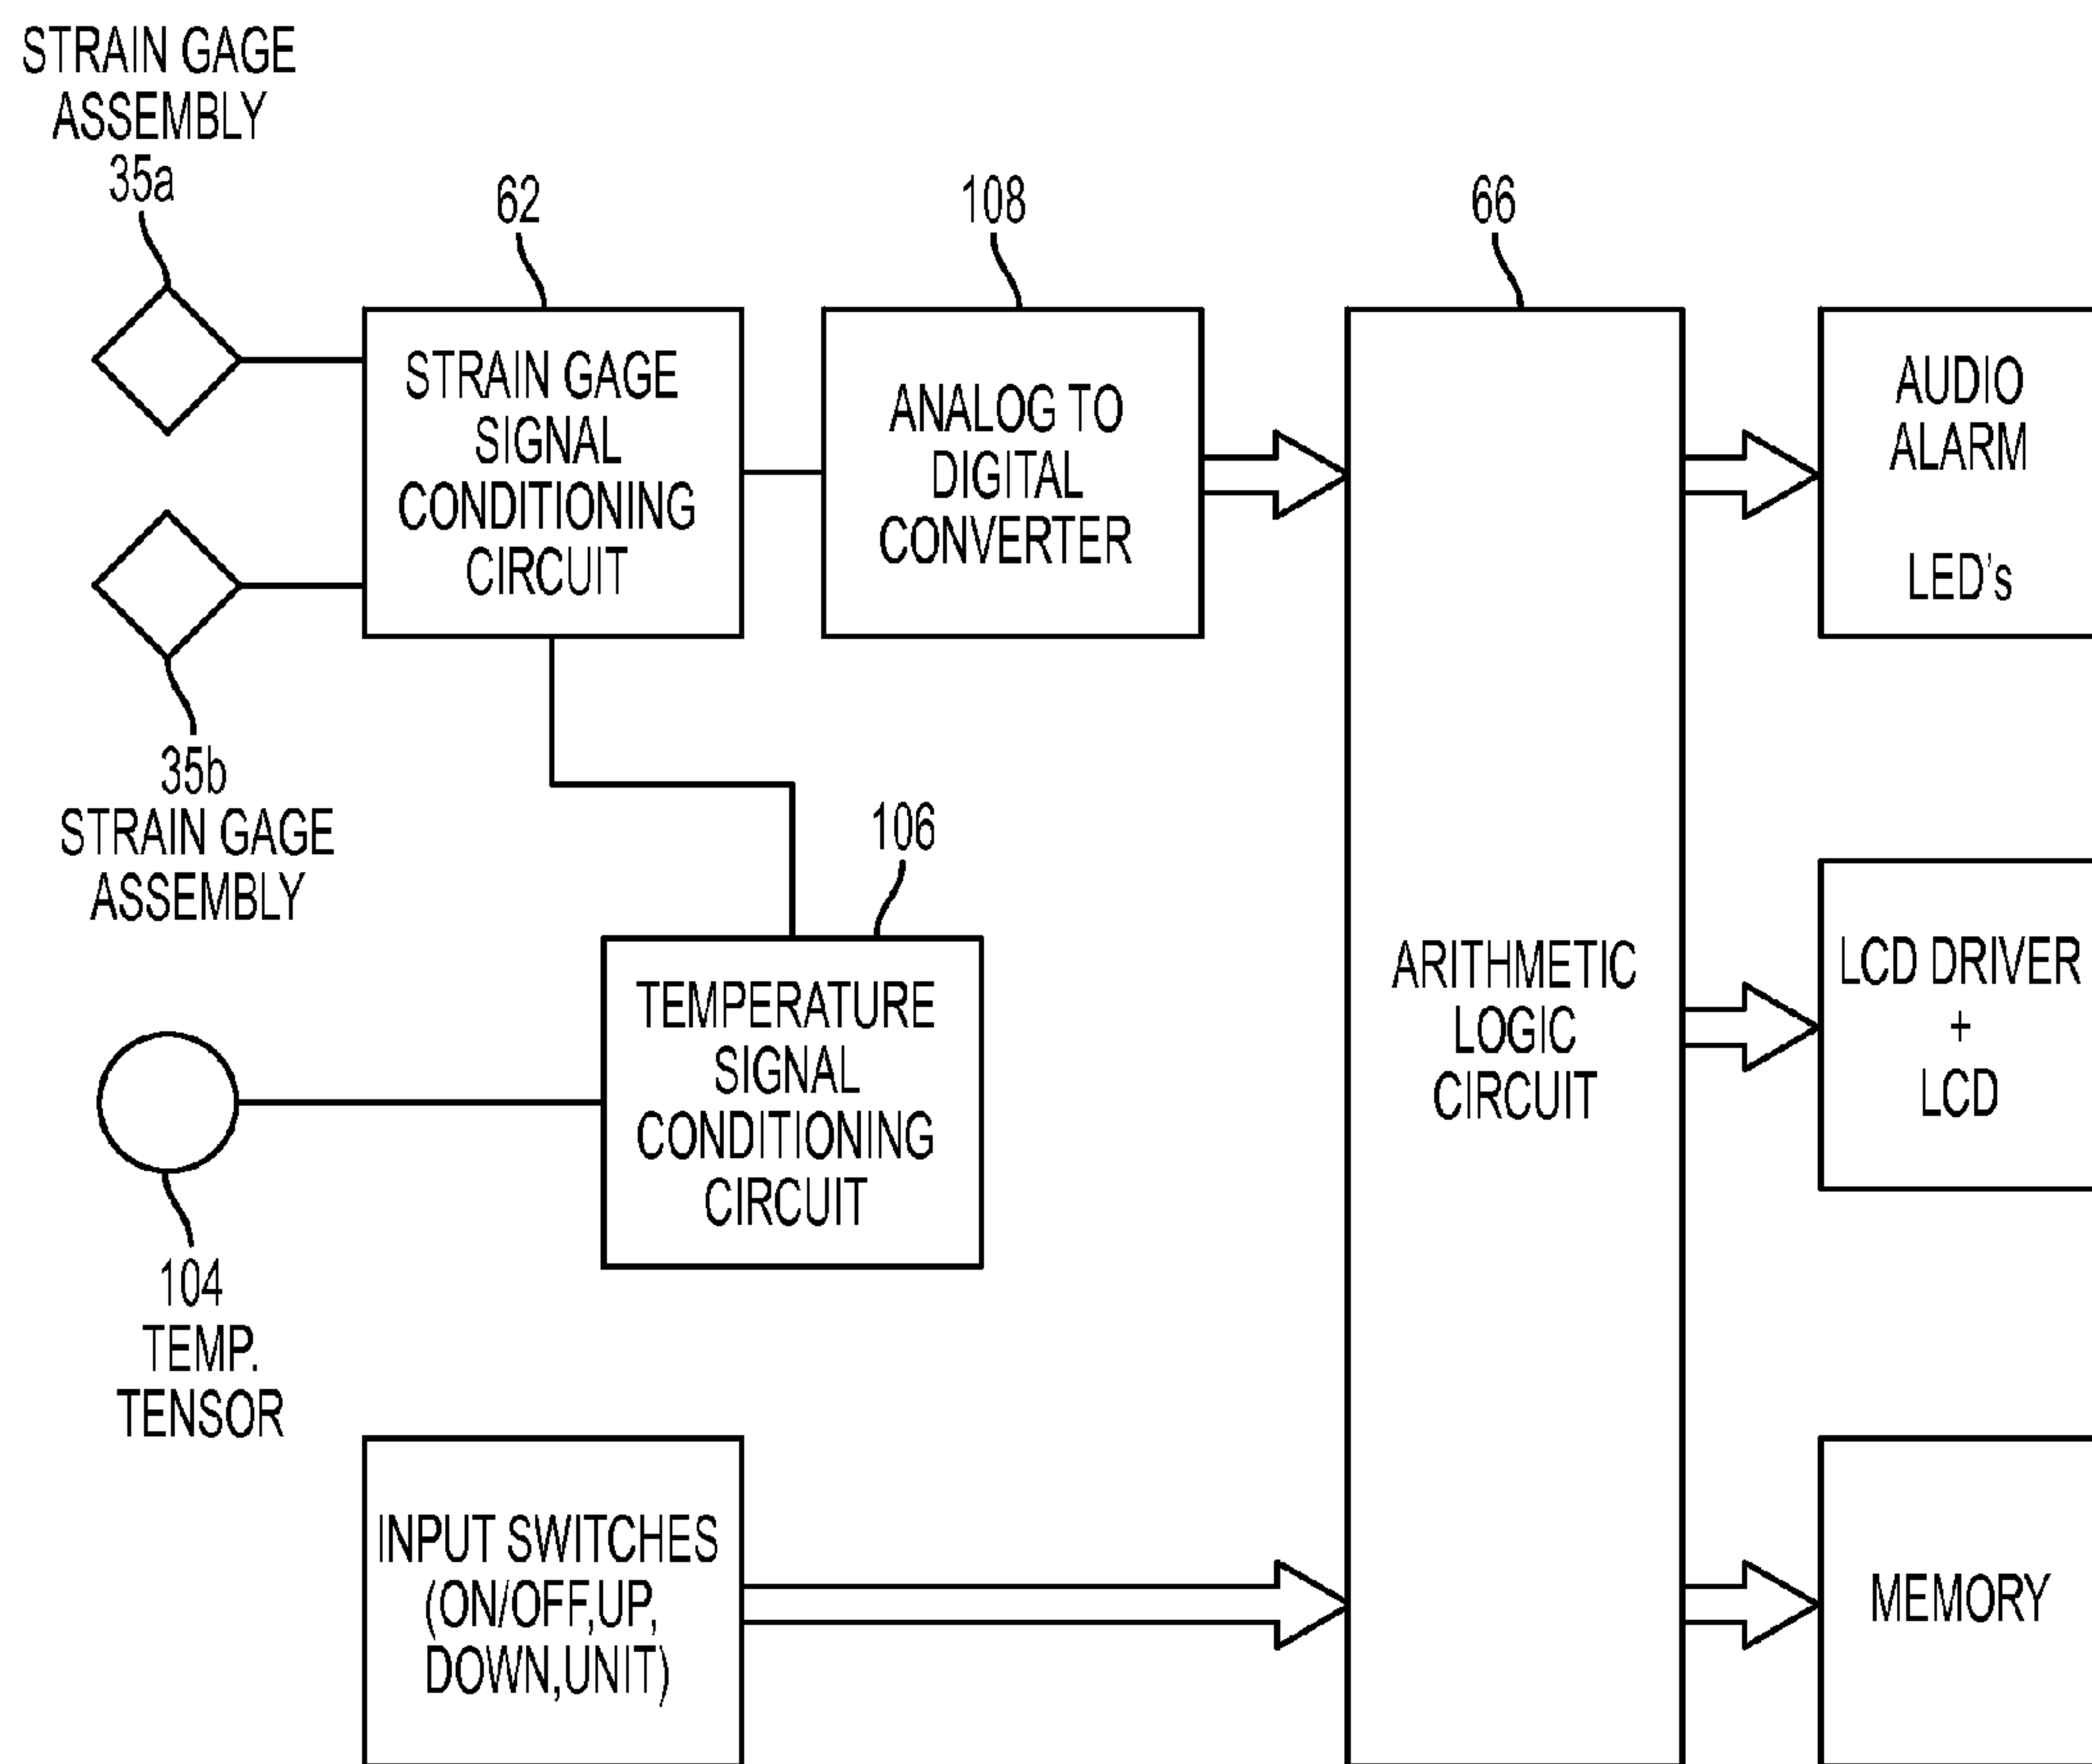 STRAIN GAGE
ASSEMBLY
35a
62
108
66
STRAIN GAGE
SIGNAL
CONDITIONING
CIRCUIT
ANALOG TO
DIGITAL
CONVERTER
AUDIO
ALARM
LED's
35b
STRAIN GAGE
ASSEMBLY
106
TEMPERATURE
SIGNAL
CONDITIONING
CIRCUIT
ARITHMETIC
LOGIC
CIRCUIT
LCD DRIVER
+
LCD
104
TEMP.
TENSOR
INPUT SWITCHES
(ON/OFF,UP,
DOWN,UNIT)
MEMORY